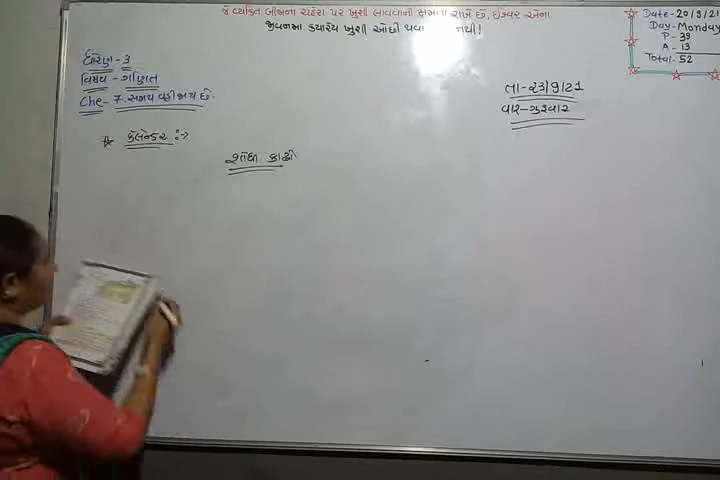 જે વ્યક્તિ બીજાના ચહેરા પર ખુશી લાવવાની ક્ષમતા રાખે છે, ઈશ્વર એના
જીવનમાં ક્યારેય ખુશી ઓછી થવા નથી!
Date-20/9/21
Day-Monday
P-39
A-13
Total-52
ધોરણ-3
વિષય-ગણિત
Che-7.સમય વહી જાય છે.
તા-23/9/21
વાર-ગુરુવાર
* કેલેન્ડર :->
શોધી કાઢો